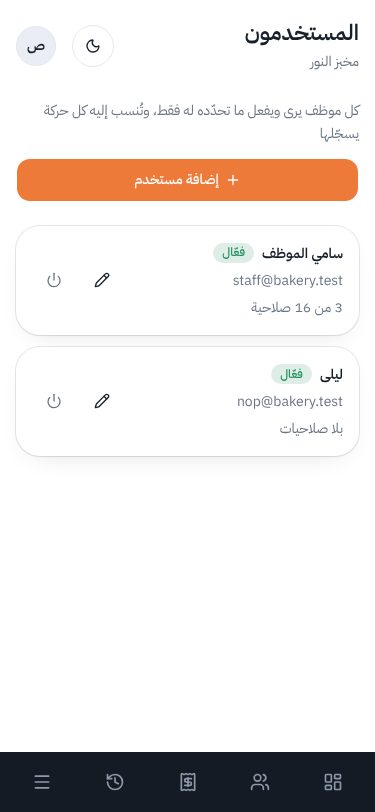 المستخدمون
مخبز النور
ص
كل موظف يرى ويفعل ما تحدّده له فقط، وتُنسب إليه كل حركة
يسجّلها
+ إضافة مستخدم
سامي الموظف فعّال
staff@bakery.test
3 من 16 صلاحية
ليلى فعّال
nop@bakery.test
بلا صلاحيات